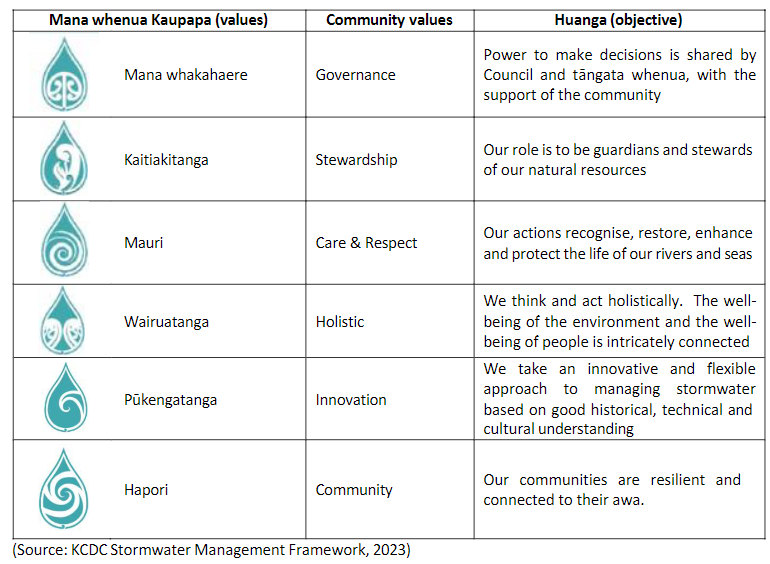 Mana whenua Kaupapa (values) Community values Huanga (objective)
Mana whakahaere
Governance
Power to make decisions is shared by
Council and tāngata whenua, with the
support of the community
Kaitiakitanga
Stewardship
Our role is to be guardians and stewards
of our natural resources
Mauri
Care & Respect
Our actions recognise, restore, enhance
and protect the life of our rivers and seas
Wairuatanga
Holistic
We think and act holistically. The well-
being of the environment and the well-
being of people is intricately connected
Pūkengatanga
Innovation
We take an innovative and flexible
approach to managing stormwater
based on good historical, technical and
cultural understanding
Hapori
Community
Our communities are resilient and
connected to their awa.
(Source: KCDC Stormwater Management Framework, 2023)